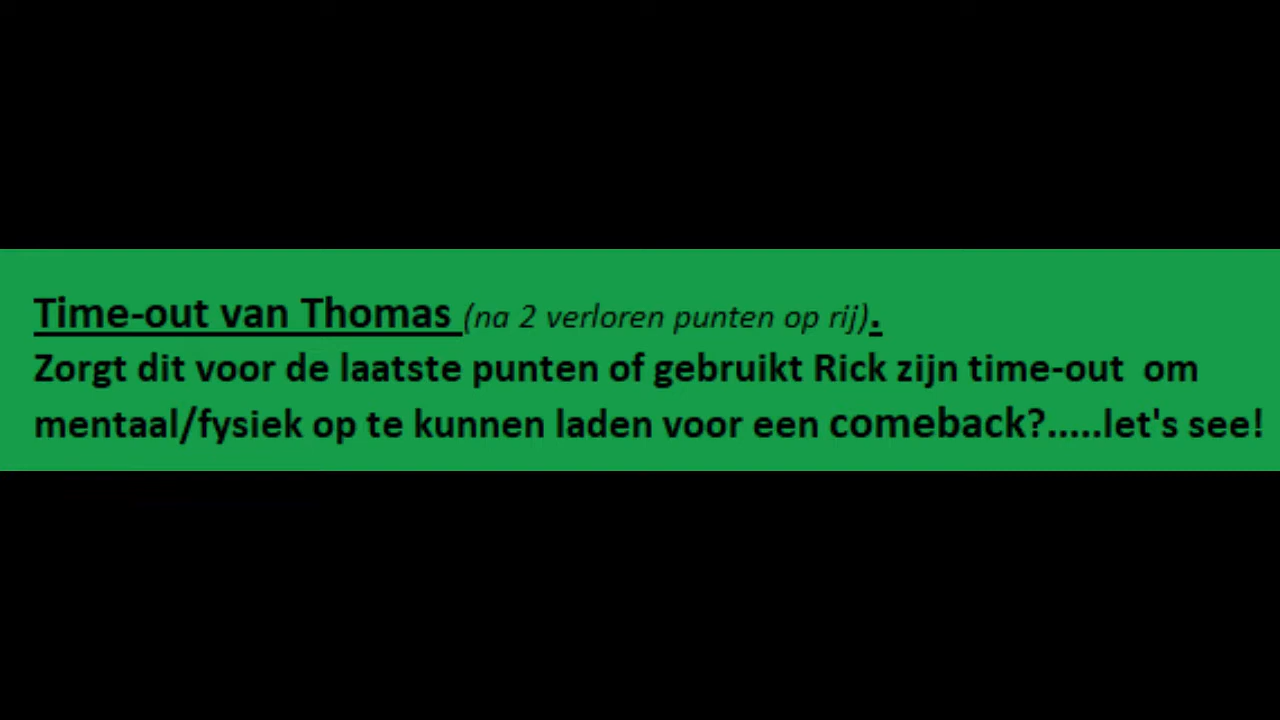 Time-out van Thomas (na 2 verloren punten op rij).
Zorgt dit voor de laatste punten of gebruikt Rick zijn time-out  om
mentaal/fysiek op te kunnen laden voor een comeback?.....let's see!